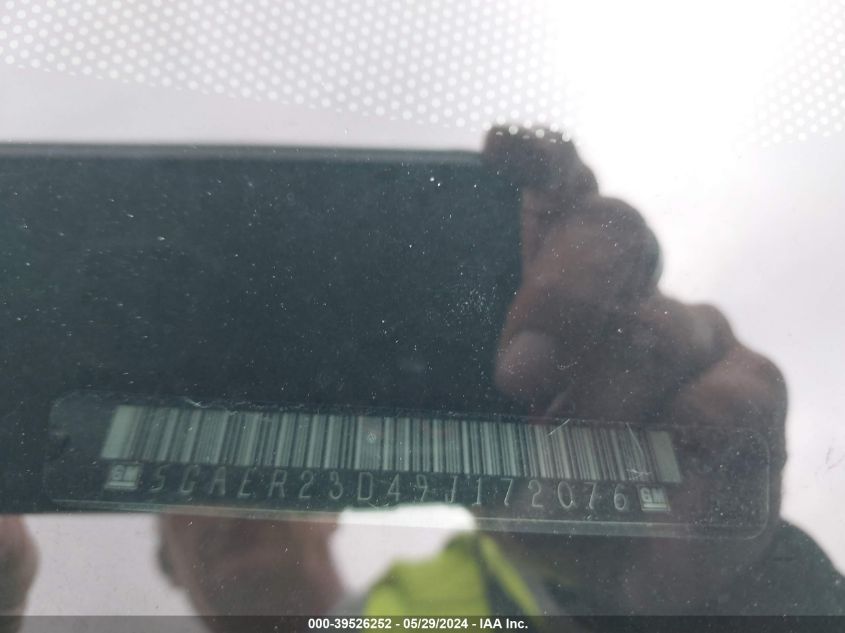 GM 5GAER23D49J172076 GM
000-39526252 - 05/29/2024 - IAA Inc.